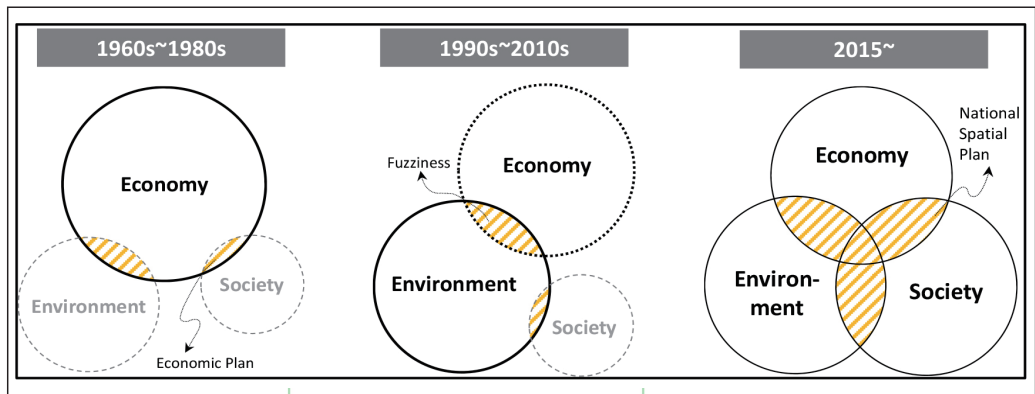 1960s~1980s
Economy
Environment
Society
Economic Plan
1990s~2010s
Fuzziness
Economy
Environment
Society
2015~
National
Spatial
Plan
Economy
Environ-
ment
Society